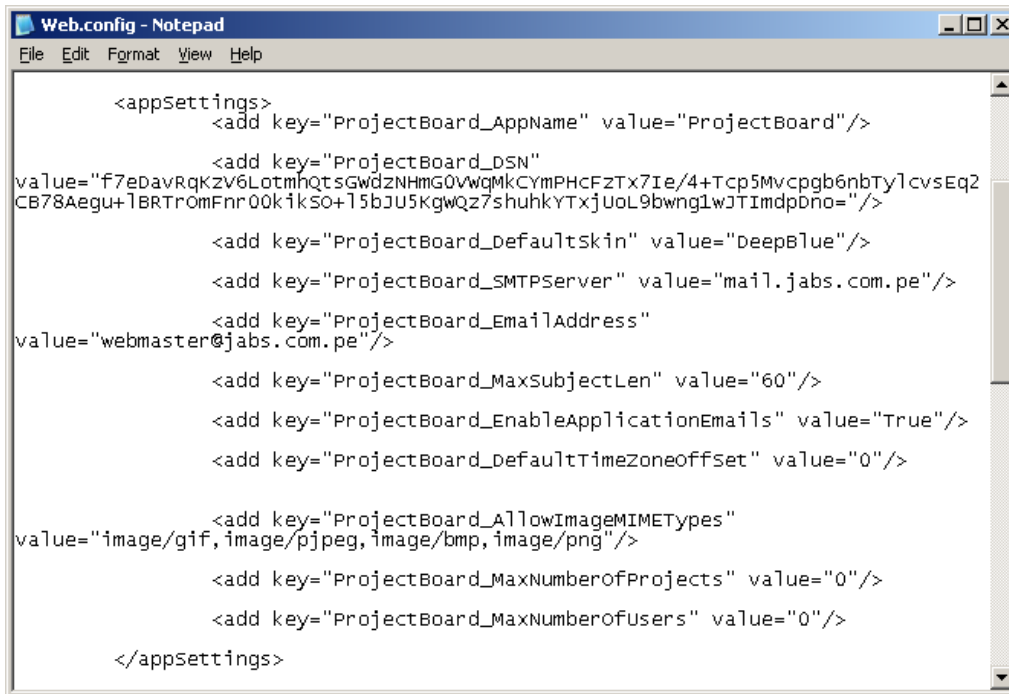 Web.config - Notepad
File Edit Format View Help
<appSettings>
<add key="ProjectBoard_AppName" value="ProjectBoard"/>
<add key="ProjectBoard_DSN"
value="f7eDavRqKzV6LotmhQtsGWdzNHmG0VWqMkCYmPHcFzTx7Ie/4+Tcp5Mvcpgb6nbTylcvsEq2
CB78Aegu+lBRTrOmFnr00kikSO+l5bJU5KgWQz7shuhkYTxjUoL9bwng1wJTImdpDno="/>
<add key="ProjectBoard_DefaultSkin" value="DeepBlue"/>
<add key="ProjectBoard_SMTPServer" value="mail.jabs.com.pe"/>
<add key="ProjectBoard_EmailAddress"
value="webmaster@jabs.com.pe"/>
<add key="ProjectBoard_MaxSubjectLen" value="60"/>
<add key="ProjectBoard_EnableApplicationEmails" value="True"/>
<add key="ProjectBoard_DefaultTimeZoneOffSet" value="0"/>
<add key="ProjectBoard_AllowImageMIMETypes"
value="image/gif,image/pjpeg,image/bmp,image/png"/>
<add key="ProjectBoard_MaxNumberOfProjects" value="0"/>
<add key="ProjectBoard_MaxNumberOfUsers" value="0"/>
</appSettings>